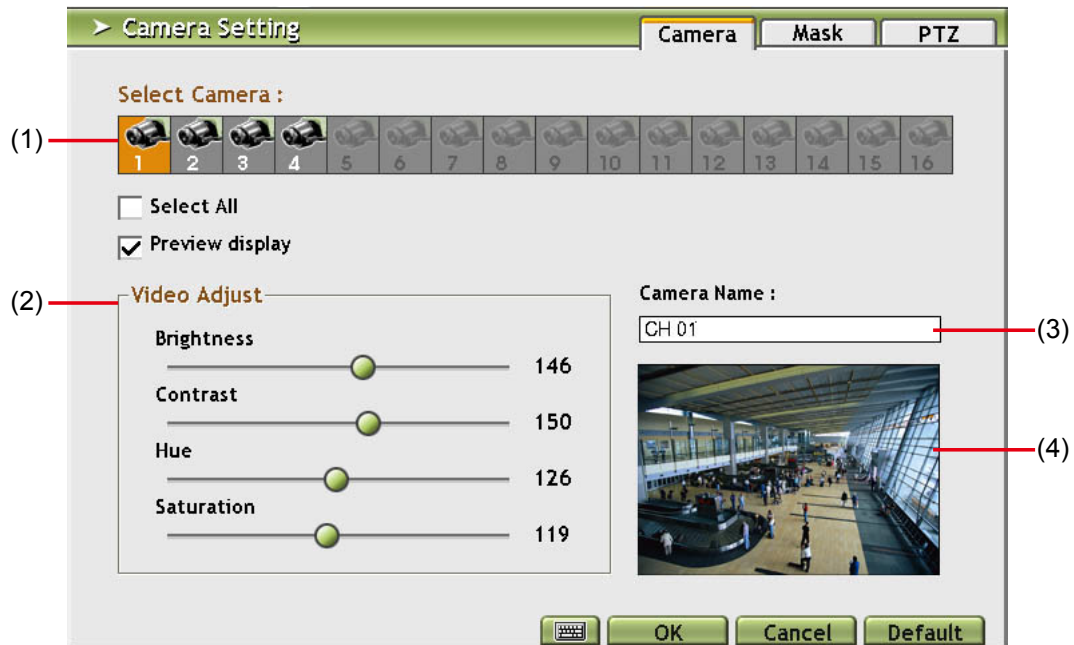 ➢ Camera Setting
Camera Mask PTZ
Select Camera :
(1)
1 2 3 4 5 6 7 8 9 10 11 12 13 14 15 16
Select All
Preview display
(2)
Video Adjust
Camera Name :
Brightness
CH 01
(3)
146
Contrast
150
Hue
(4)
126
Saturation
119
OK Cancel Default